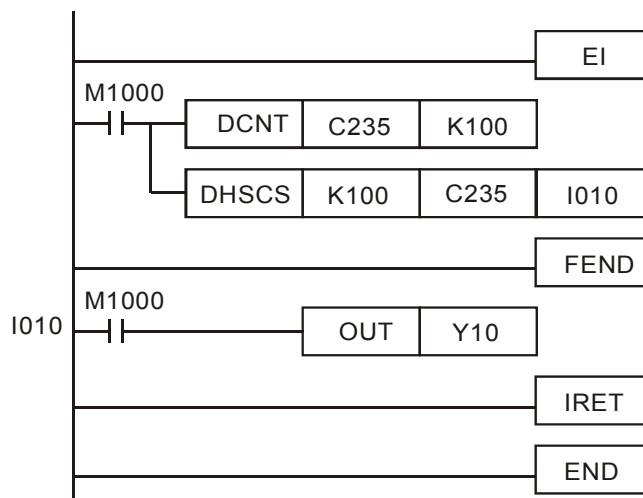 EI
M1000
DCNT C235 K100
DHSCS K100 C235 I010
FEND
M1000
I010 OUT Y10
IRET
END